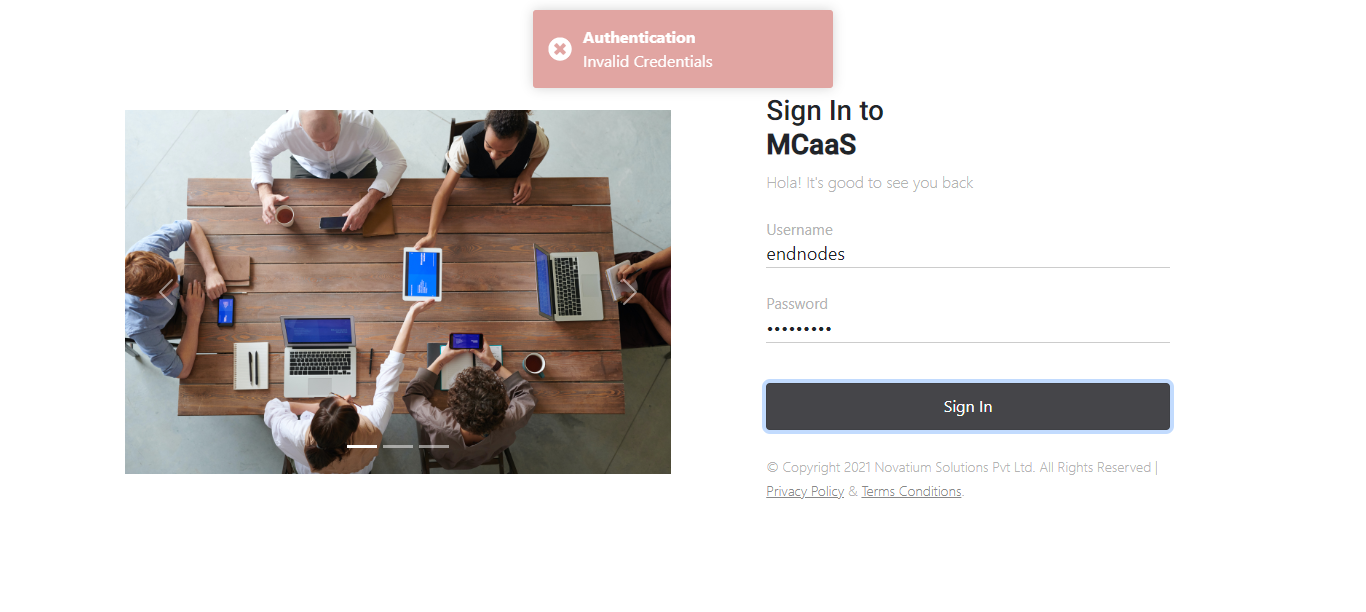 Authentication
Invalid Credentials
Sign In to
MCaaS
Hola! It's good to see you back
Username
endnodes
Password
•••••••••
Sign In
© Copyright 2021 Novatium Solutions Pvt Ltd. All Rights Reserved |
Privacy Policy & Terms Conditions.